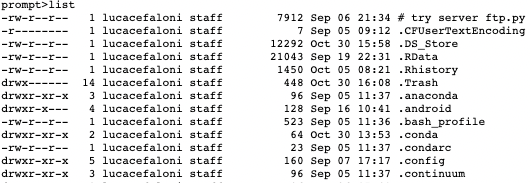 prompt>list
-rw-r--r-- 1 lucacefaloni staff 7912 Sep 06 21:34 # try server ftp.py
-r-------- 1 lucacefaloni staff 7 Sep 05 09:12 .CFUserTextEncoding
-rw-r--r-- 1 lucacefaloni staff 12292 Oct 30 15:58 .DS_Store
-rw-r--r-- 1 lucacefaloni staff 21043 Sep 19 22:31 .RData
-rw-r--r-- 1 lucacefaloni staff 1450 Oct 05 08:21 .Rhistory
drwx------ 14 lucacefaloni staff 448 Oct 30 16:08 .Trash
drwxr-xr-x 3 lucacefaloni staff 96 Sep 05 11:37 .anaconda
drwxr-x--- 4 lucacefaloni staff 128 Sep 16 10:41 .android
-rw-r--r-- 1 lucacefaloni staff 523 Sep 05 11:36 .bash_profile
drwxr-xr-x 2 lucacefaloni staff 64 Oct 30 13:53 .conda
-rw-r--r-- 1 lucacefaloni staff 23 Sep 05 11:37 .condarc
drwxr-xr-x 5 lucacefaloni staff 160 Sep 07 17:17 .config
drwxr-xr-x 3 lucacefaloni staff 96 Sep 05 11:37 .continuum